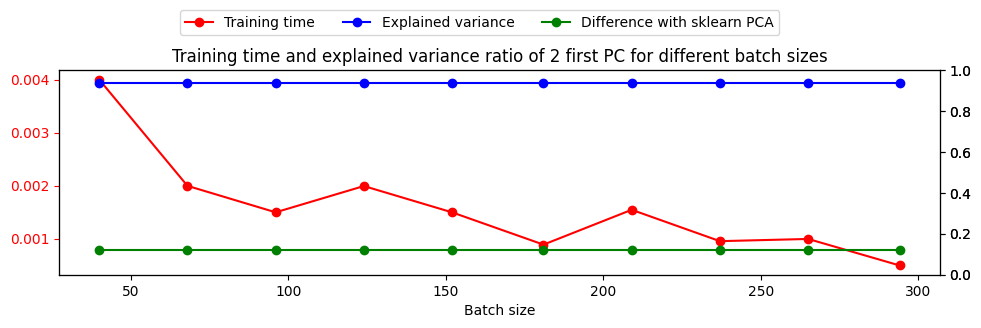 Training time Explained variance Difference with sklearn PCA
Training time and explained variance ratio of 2 first PC for different batch sizes
0.004
0.003
0.002
0.001
1.0
0.8
0.6
0.4
0.2
0.0
50 100 150 200 250 300
Batch size